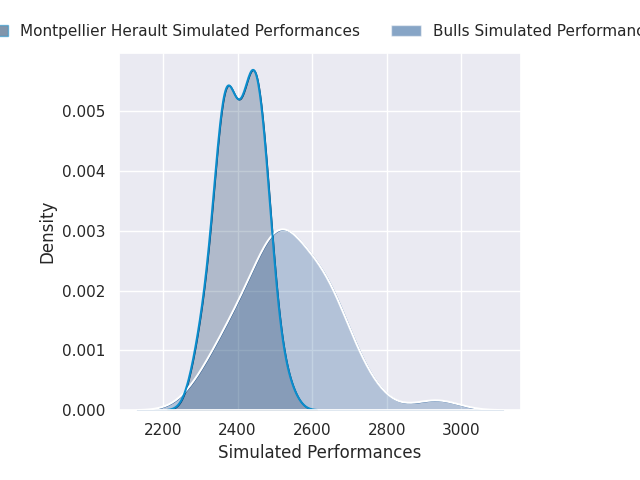 Montpellier Herault Simulated Performances
Bulls Simulated
0.005
0.004
0.003
0.002
0.001
0.000
Density
2200 2400 2600 2800 3000
Simulated Performances